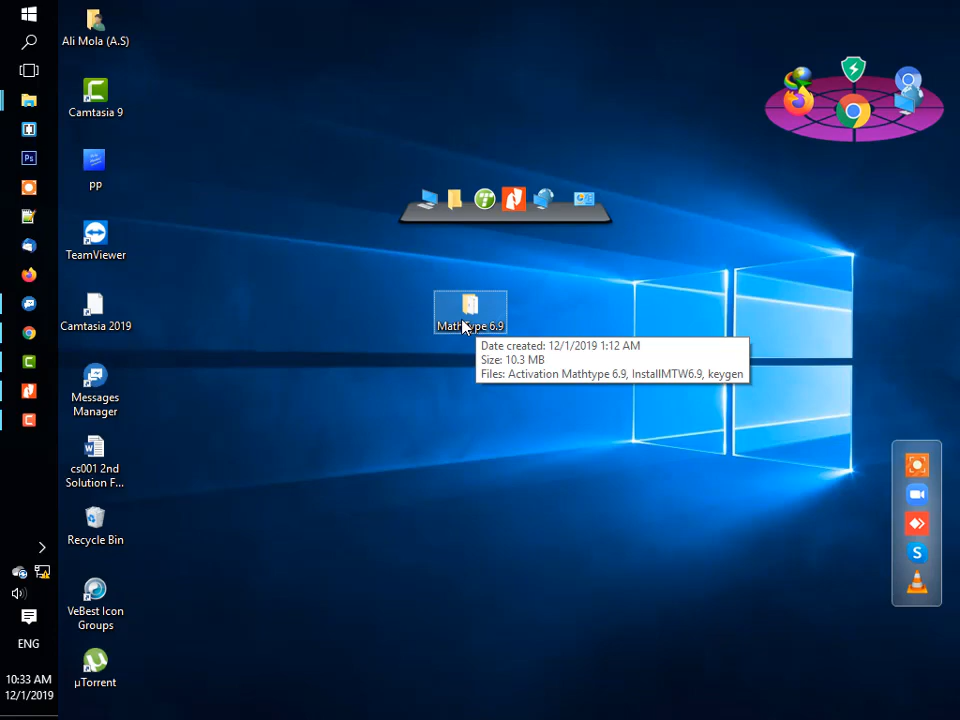 Ali Mola (A.S)
Camtasia 9
Ps
pp
TeamViewer
Camtasia 2019
Messages
Manager
cs001 2nd
Solution F...
Recycle Bin
VeBest Icon
Groups
µTorrent
MathType 6.9
Date created: 12/1/2019 1:12 AM
Size: 10.3 MB
Files: Activation Mathtype 6.9, InstallMTW6.9, keygen
ENG
10:33 AM
12/1/2019